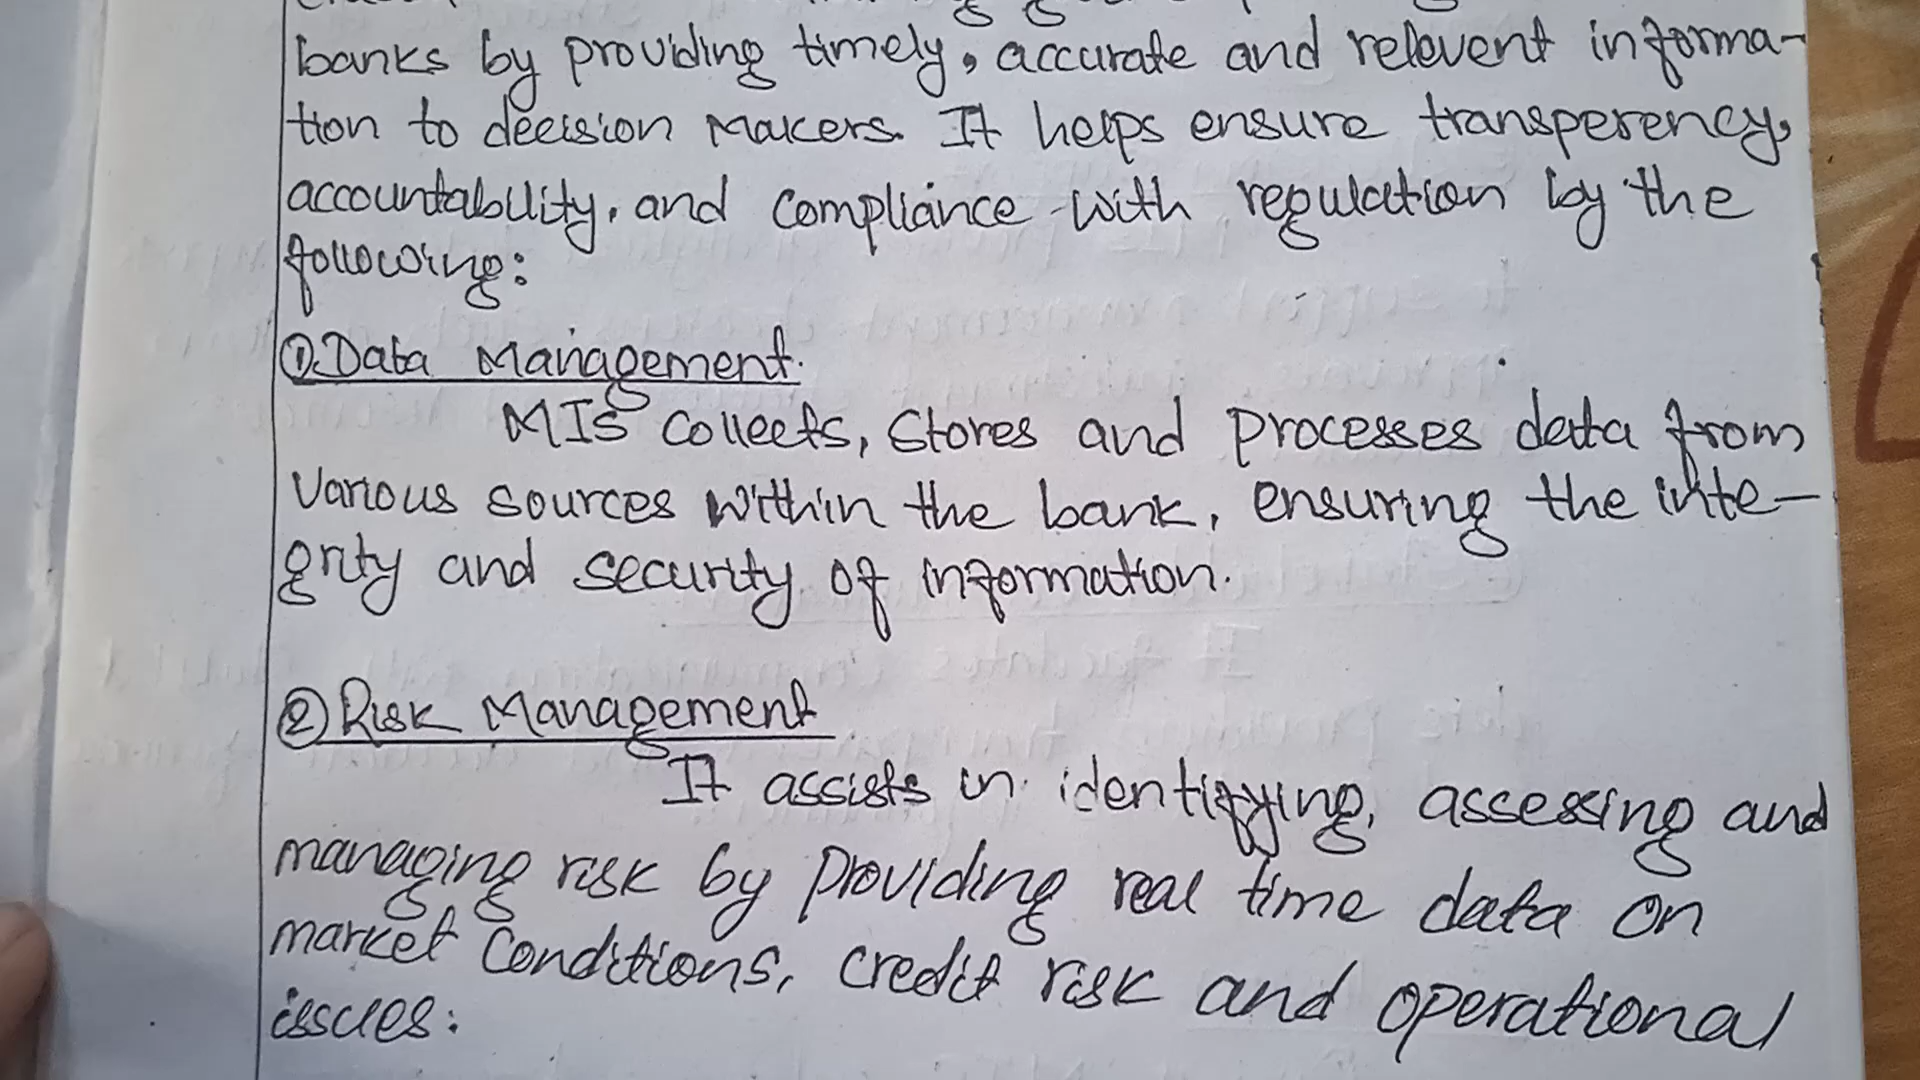 banks by providing timely, accurate and relevent informa-
tion to decision makers. It helps ensure transperency,
accountability, and compliance with regulation by the
following:
①.Data Management.
MIS collects, stores and processes data from
various sources within the bank, ensuring the inte-
grity and security of information.
② Risk Management
It assists in identifying, assessing and
managing risk by providing real time data on
market conditions, credit risk and operational
issues.